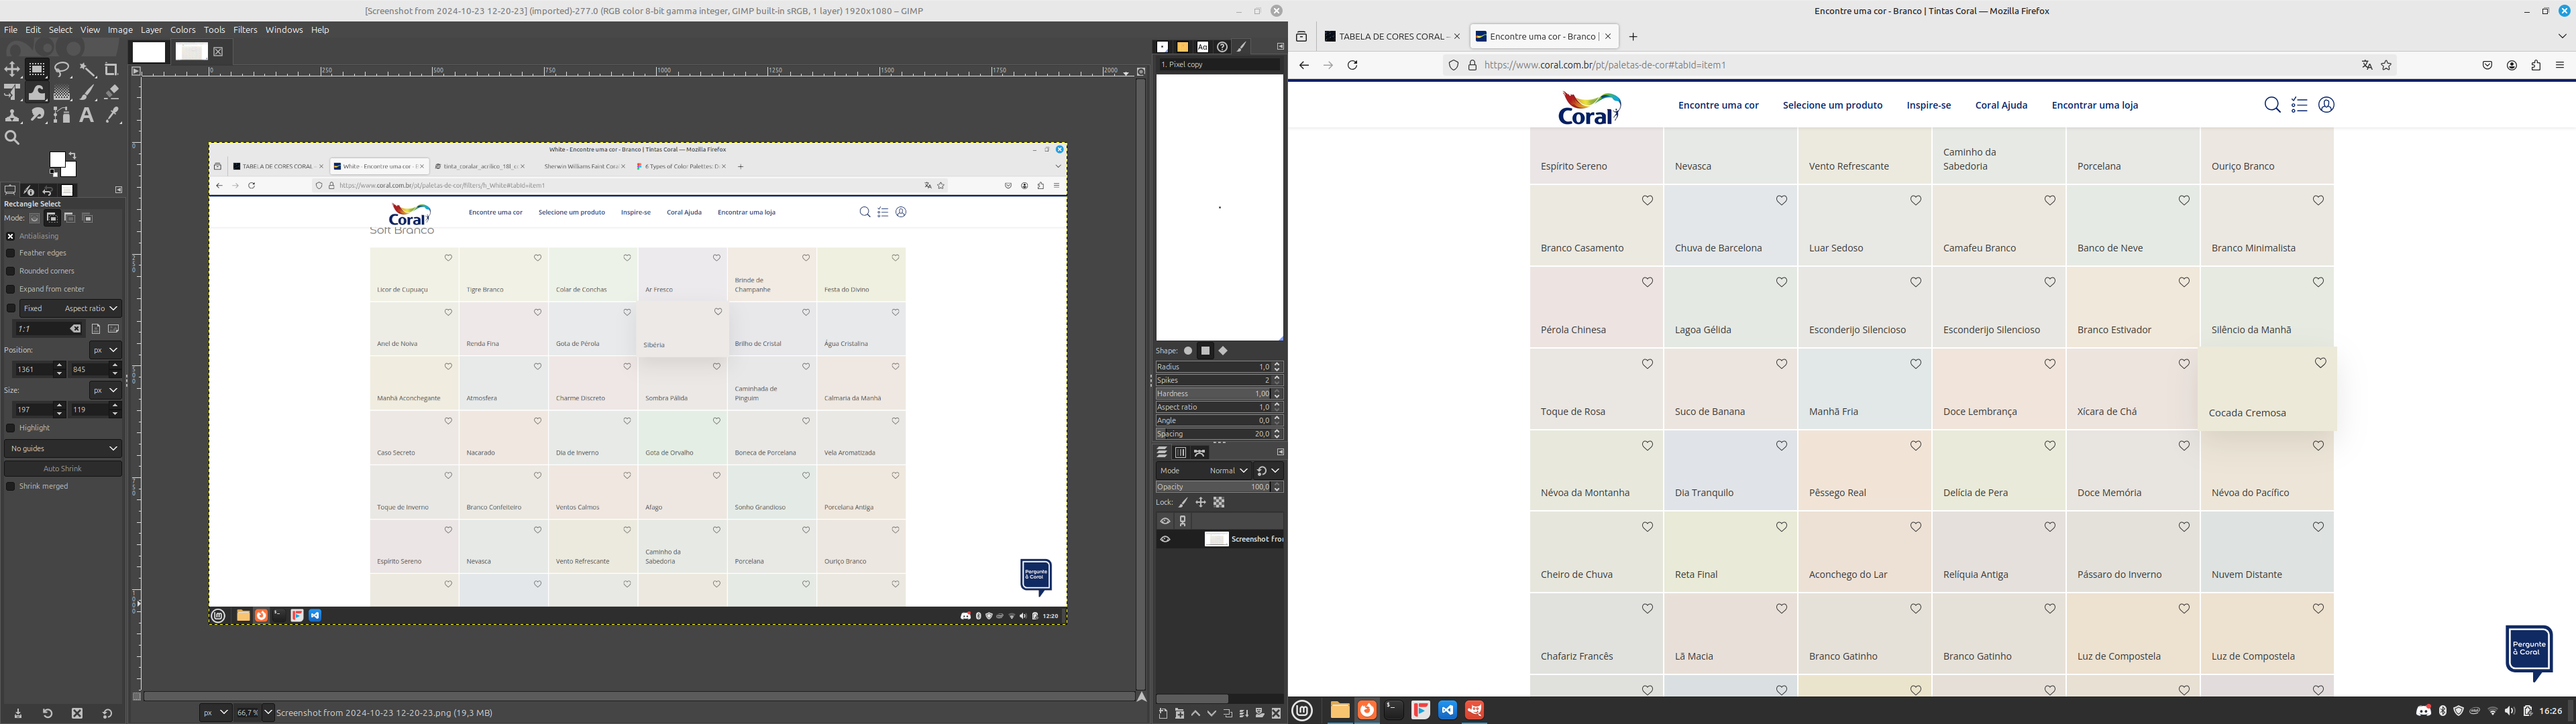 [Screenshot from 2024-10-23 12-20-23] (imported)-277.0 (RGB color 8-bit gamma integer, GIMP built-in sRGB, 1 layer) 1920x1080 – GIMP
File Edit Select View Image Layer Colors Tools Filters Windows Help
Rectangle Select
Mode:
Antialiasing
Feather edges
Rounded corners
Expand from center
Fixed Aspect ratio
1:1
Position: px
1361 845
Size: px
197 119
Highlight
No guides
Auto Shrink
Shrink merged
0 250 500 750 1000 1250 1500 1750 2000
White - Encontre uma cor - Branco | Tintas Coral — Mozilla Firefox
TABELA DE CORES CORAL -
White - Encontre uma cor - B
tinta_coralar_acrilico_18l_c
Sherwin Williams Faint Cora
6 Types of Color Palettes: D
https://www.coral.com.br/pt/paletas-de-cor/filters/h_White#tabId=item1
Coral
Encontre uma cor Selecione um produto Inspire-se Coral Ajuda Encontrar uma loja
Soft Branco
Licor de Cupuaçu
Tigre Branco
Colar de Conchas
Ar Fresco
Brinde de
Champanhe
Festa do Divino
Anel de Noiva
Renda Fina
Gota de Pérola
Sibéria
Brilho de Cristal
Água Cristalina
Manhã Aconchegante
Atmosfera
Charme Discreto
Sombra Pálida
Caminhada de
Pinguim
Calmaria da Manhã
Caso Secreto
Nacarado
Dia de Inverno
Gota de Orvalho
Boneca de Porcelana
Vela Aromatizada
Toque de Inverno
Branco Confeiteiro
Ventos Calmos
Afago
Sonho Grandioso
Porcelana Antiga
Espírito Sereno
Nevasca
Vento Refrescante
Caminho da
Sabedoria
Porcelana
Ouriço Branco
Pergunte
à Coral
12:20
px 66,7 % Screenshot from 2024-10-23 12-20-23.png (19,3 MB)
Aa
1. Pixel copy
Shape:
Radius 1,0
Spikes 2
Hardness 1,00
Aspect ratio 1,0
Angle 0,0
Spacing 20,0
Mode Normal
Opacity 100,0
Lock:
Screenshot fro
Encontre uma cor - Branco | Tintas Coral — Mozilla Firefox
TABELA DE CORES CORAL -
Encontre uma cor - Branco |
https://www.coral.com.br/pt/paletas-de-cor#tabId=item1
Coral
Encontre uma cor Selecione um produto Inspire-se Coral Ajuda Encontrar uma loja
Espírito Sereno
Nevasca
Vento Refrescante
Caminho da
Sabedoria
Porcelana
Ouriço Branco
Branco Casamento
Chuva de Barcelona
Luar Sedoso
Camafeu Branco
Banco de Neve
Branco Minimalista
Pérola Chinesa
Lagoa Gélida
Esconderijo Silencioso
Esconderijo Silencioso
Branco Estivador
Silêncio da Manhã
Toque de Rosa
Suco de Banana
Manhã Fria
Doce Lembrança
Xícara de Chá
Cocada Cremosa
Névoa da Montanha
Dia Tranquilo
Pêssego Real
Delícia de Pera
Doce Memória
Névoa do Pacífico
Cheiro de Chuva
Reta Final
Aconchego do Lar
Relíquia Antiga
Pássaro do Inverno
Nuvem Distante
Chafariz Francês
Lã Macia
Branco Gatinho
Branco Gatinho
Luz de Compostela
Luz de Compostela
Pergunte
à Coral
16:26